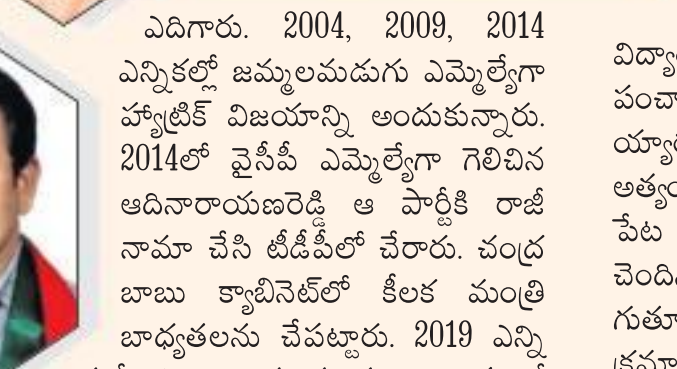 ఎదిగారు. 2004, 2009, 2014
ఎన్నికల్లో జమ్మలమడుగు ఎమ్మెల్యేగా
హ్యాట్రిక్ విజయాన్ని అందుకున్నారు.
2014లో వైసీపీ ఎమ్మెల్యేగా గెలిచిన
ఆదినారాయణరెడ్డి ఆ పార్టీకి రాజీ
నామా చేసి టీడీపీలో చేరారు. చంద్ర
బాబు క్యాబినెట్‌లో కీలక మంత్రి
బాధ్యతలను చేపట్టారు. 2019 ఎన్ని
పంచా
అత్యం
పేట
చెందిన
గుతూ